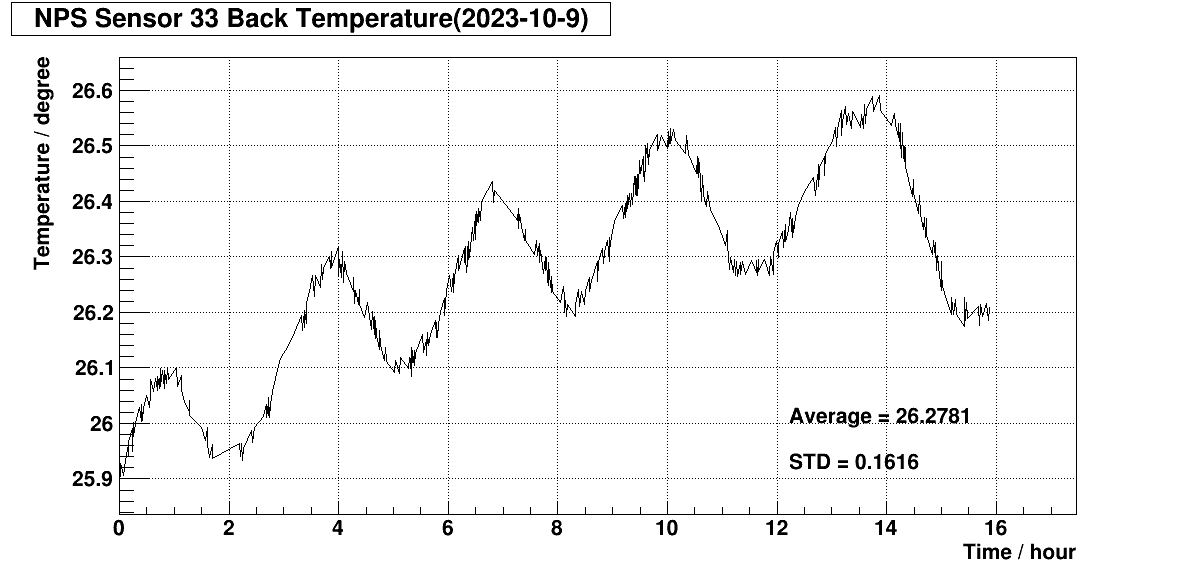 NPS Sensor 33 Back Temperature(2023-10-9)
Temperature / degree
26.6
26.5
26.4
26.3
26.2
26.1
26
25.9
Average = 26.2781
STD = 0.1616
0 2 4 6 8 10 12 14 16
Time / hour